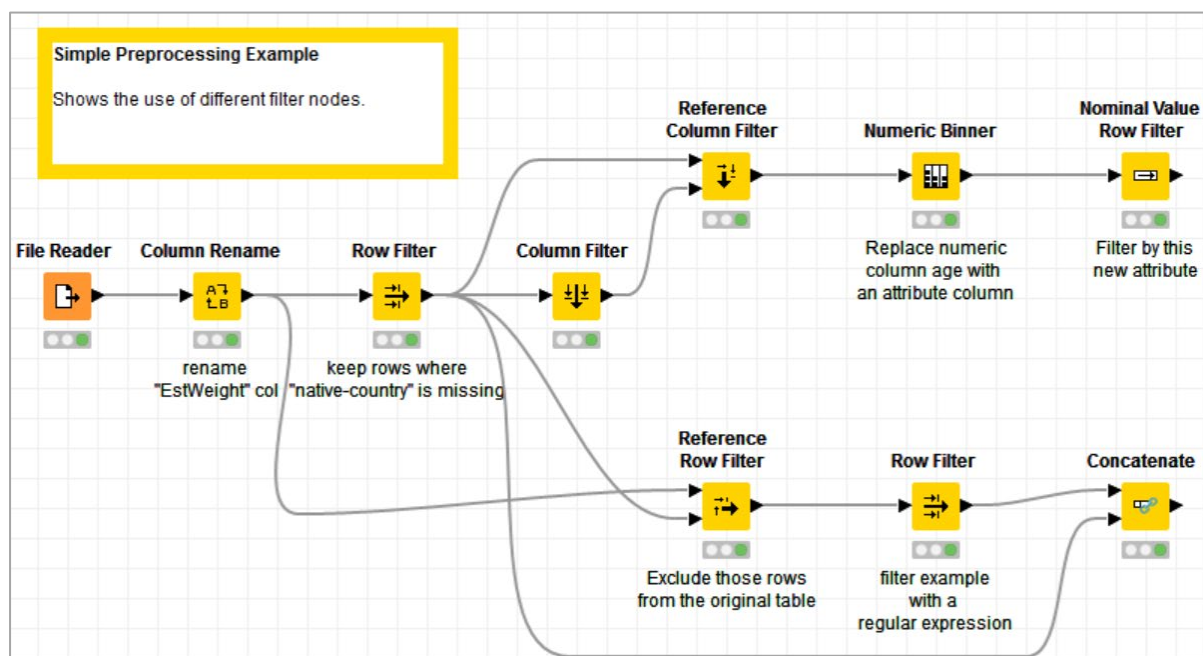 Simple Preprocessing Example
Shows the use of different filter nodes.
Reference
Column Filter
Numeric Binner
Nominal Value
Row Filter
Replace numeric
column age with
an attribute column
Filter by this
new attribute
File Reader
Column Rename
Row Filter
Column Filter
A
B
rename
"EstWeight" col
keep rows where
"native-country" is missing
Reference
Row Filter
Row Filter
Concatenate
Exclude those rows
from the original table
filter example
with a
regular expression